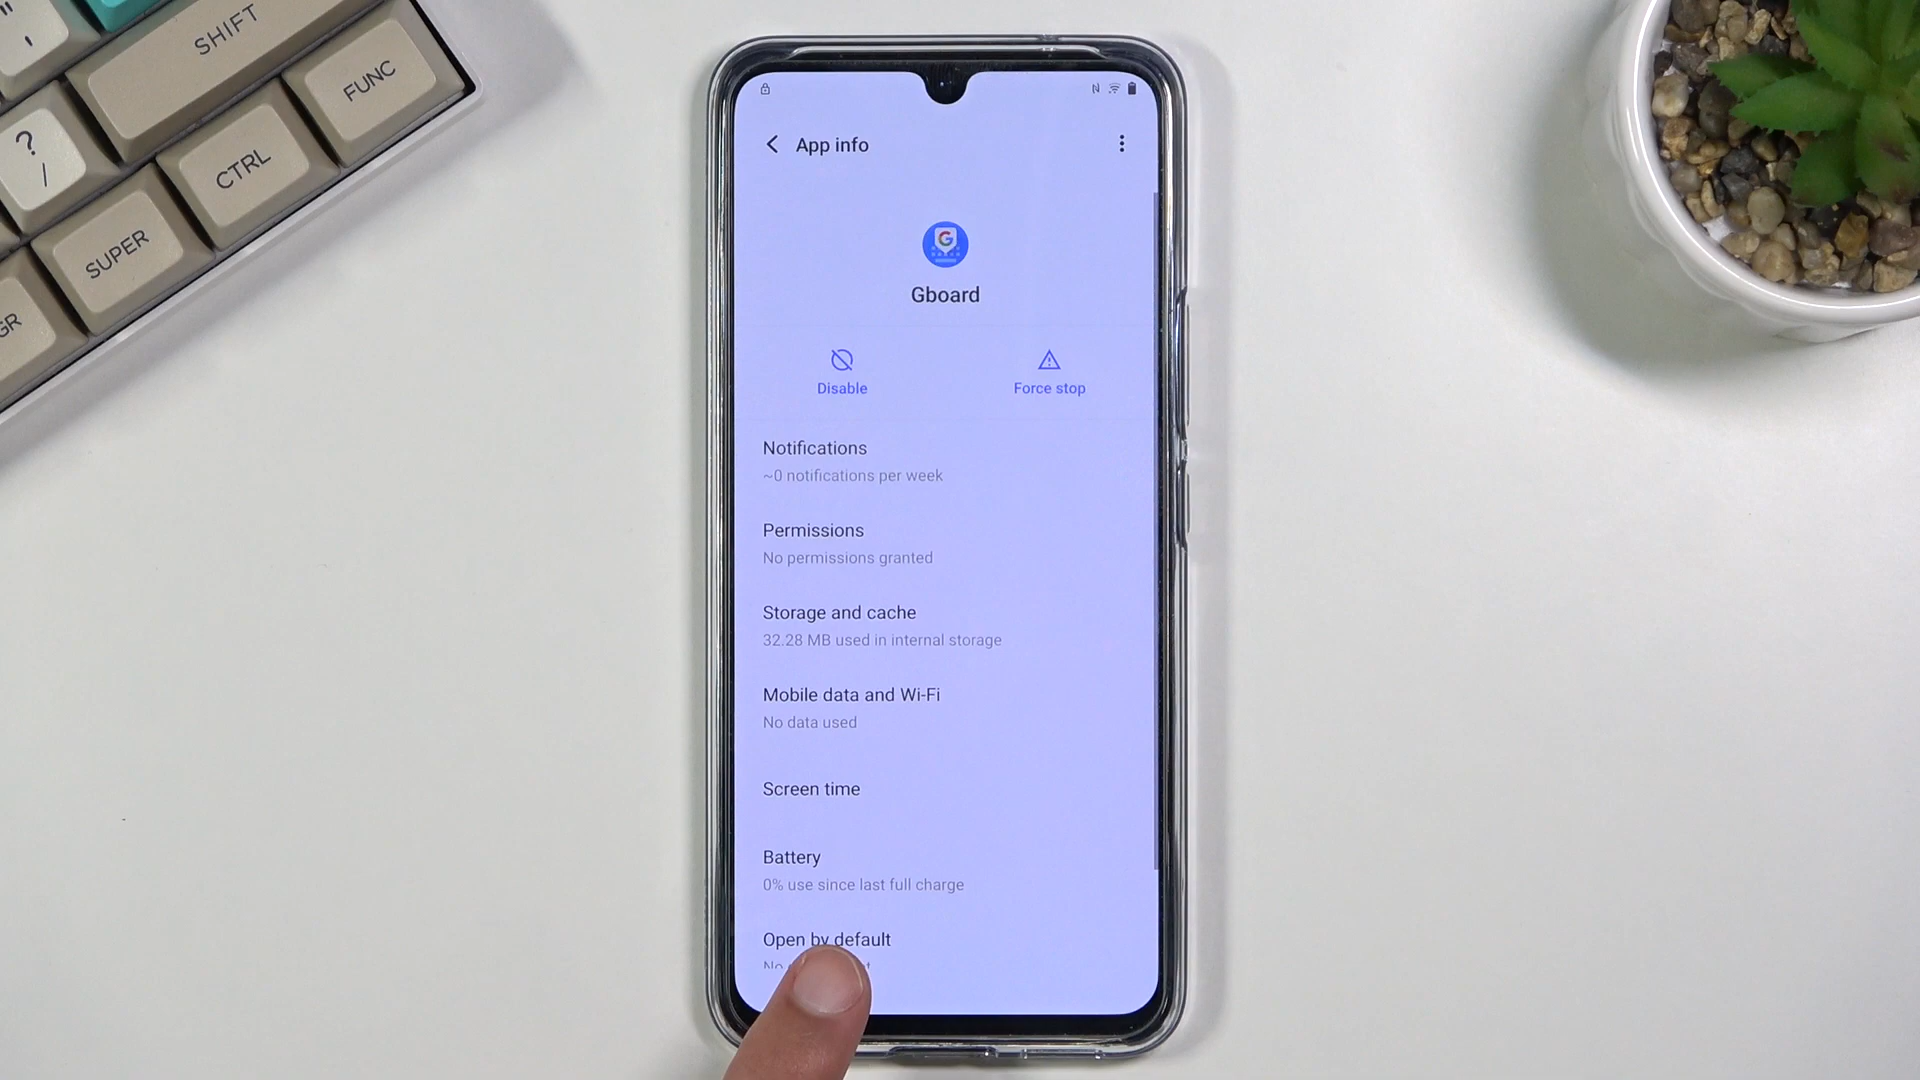 "
'
SHIFT
FUNC
?
/
CTRL
SUPER
GR
App info
G
Gboard
Disable
Force stop
Notifications
~0 notifications per week
Permissions
No permissions granted
Storage and cache
32.28 MB used in internal storage
Mobile data and Wi-Fi
No data used
Screen time
Battery
0% use since last full charge
Open by default
No